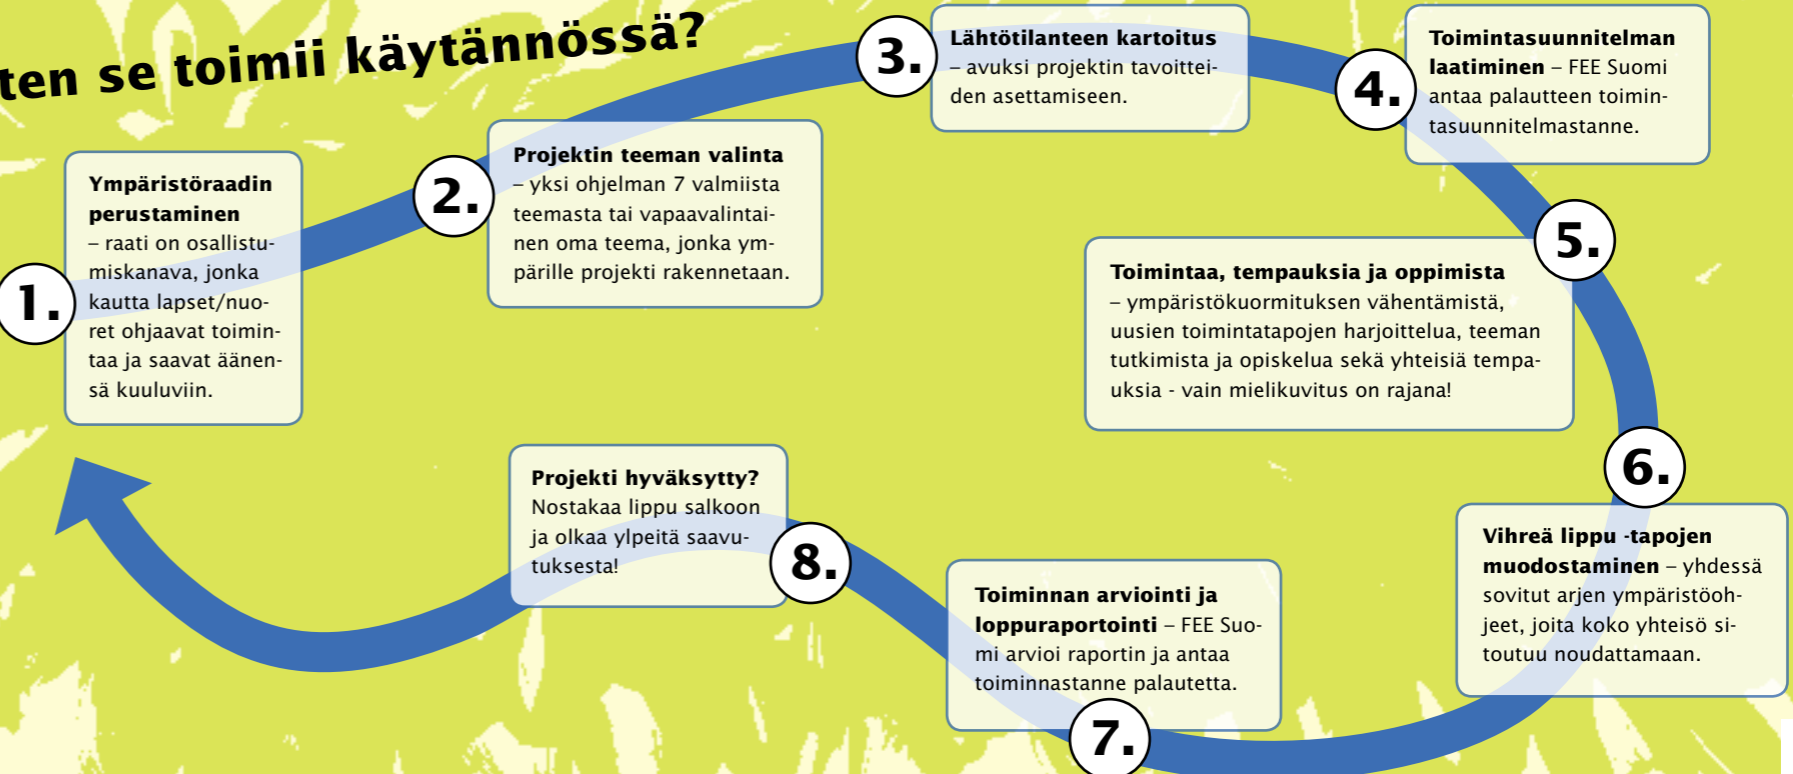 ten se toimii käytännössä?
1.
Ympäristöraadin
perustaminen
– raati on osallistu-
miskanava, jonka
kautta lapset/nuo-
ret ohjaavat toimin-
taa ja saavat äänen-
sä kuuluviin.
2.
Projektin teeman valinta
– yksi ohjelman 7 valmiista
teemasta tai vapaavalintai-
nen oma teema, jonka ym-
pärille projekti rakennetaan.
3.
Lähtötilanteen kartoitus
– avuksi projektin tavoittei-
den asettamiseen.
4.
Toimintasuunnitelman
laatiminen – FEE Suomi
antaa palautteen toimin-
tasuunnitelmastanne.
5.
Toimintaa, tempauksia ja oppimista
– ympäristökuormituksen vähentämistä,
uusien toimintatapojen harjoittelua, teeman
tutkimista ja opiskelua sekä yhteisiä tempa-
uksia - vain mielikuvitus on rajana!
6.
Vihreä lippu -tapojen
muodostaminen – yhdessä
sovitut arjen ympäristöoh-
jeet, joita koko yhteisö si-
toutuu noudattamaan.
7.
Toiminnan arviointi ja
loppuraportointi – FEE Suo-
mi arvioi raportin ja antaa
toiminnastanne palautetta.
8.
Projekti hyväksytty?
Nostakaa lippu salkoon
ja olkaa ylpeitä saavu-
tuksesta!